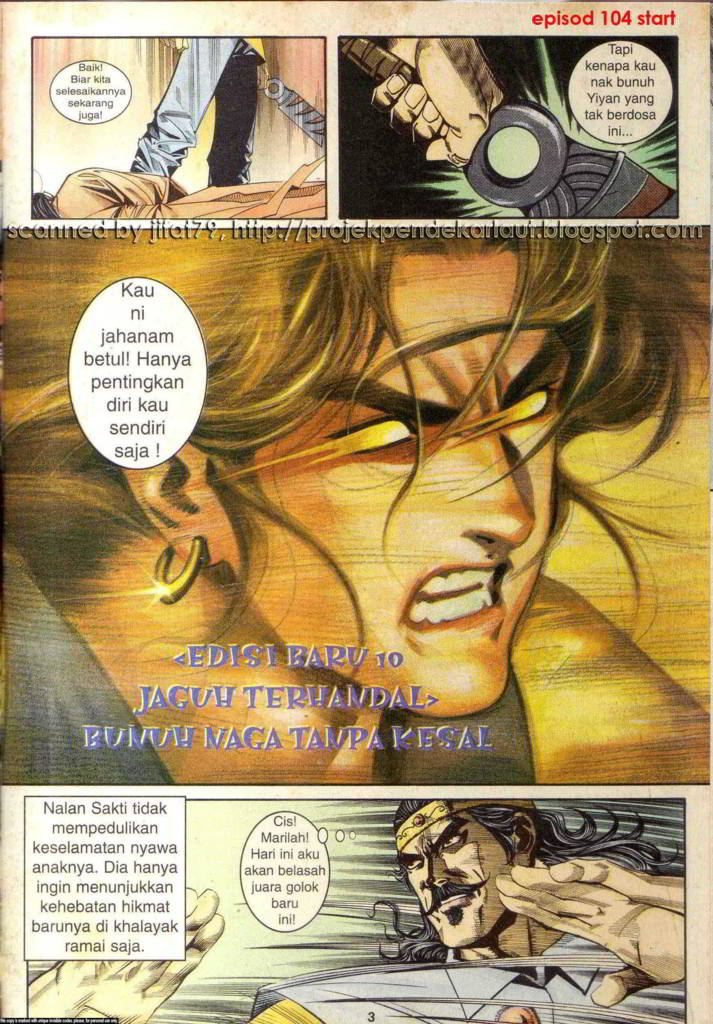 episod 104 start
Baik!
Biar kita
selesaikannya
sekarang
juga!
Tapi
kenapa kau
nak bunuh
Yiyan yang
tak berdosa
ini...
scanned by jifat79, http://projekpendekarlaut.blogspot.com
Kau
ni
jahanam
betul! Hanya
pentingkan
diri kau
sendiri
saja !
<EDISI BARU 10
JAGUH TERHANDAL>
BUNUH NAGA TANPA KESAL
Nalan Sakti tidak
mempedulikan
keselamatan nyawa
anaknya. Dia hanya
ingin menunjukkan
kehebatan hikmat
barunya di khalayak
ramai saja.
Cis!
Marilah!
Hari ini aku
akan belasah
juara golok
baru
ini!
3